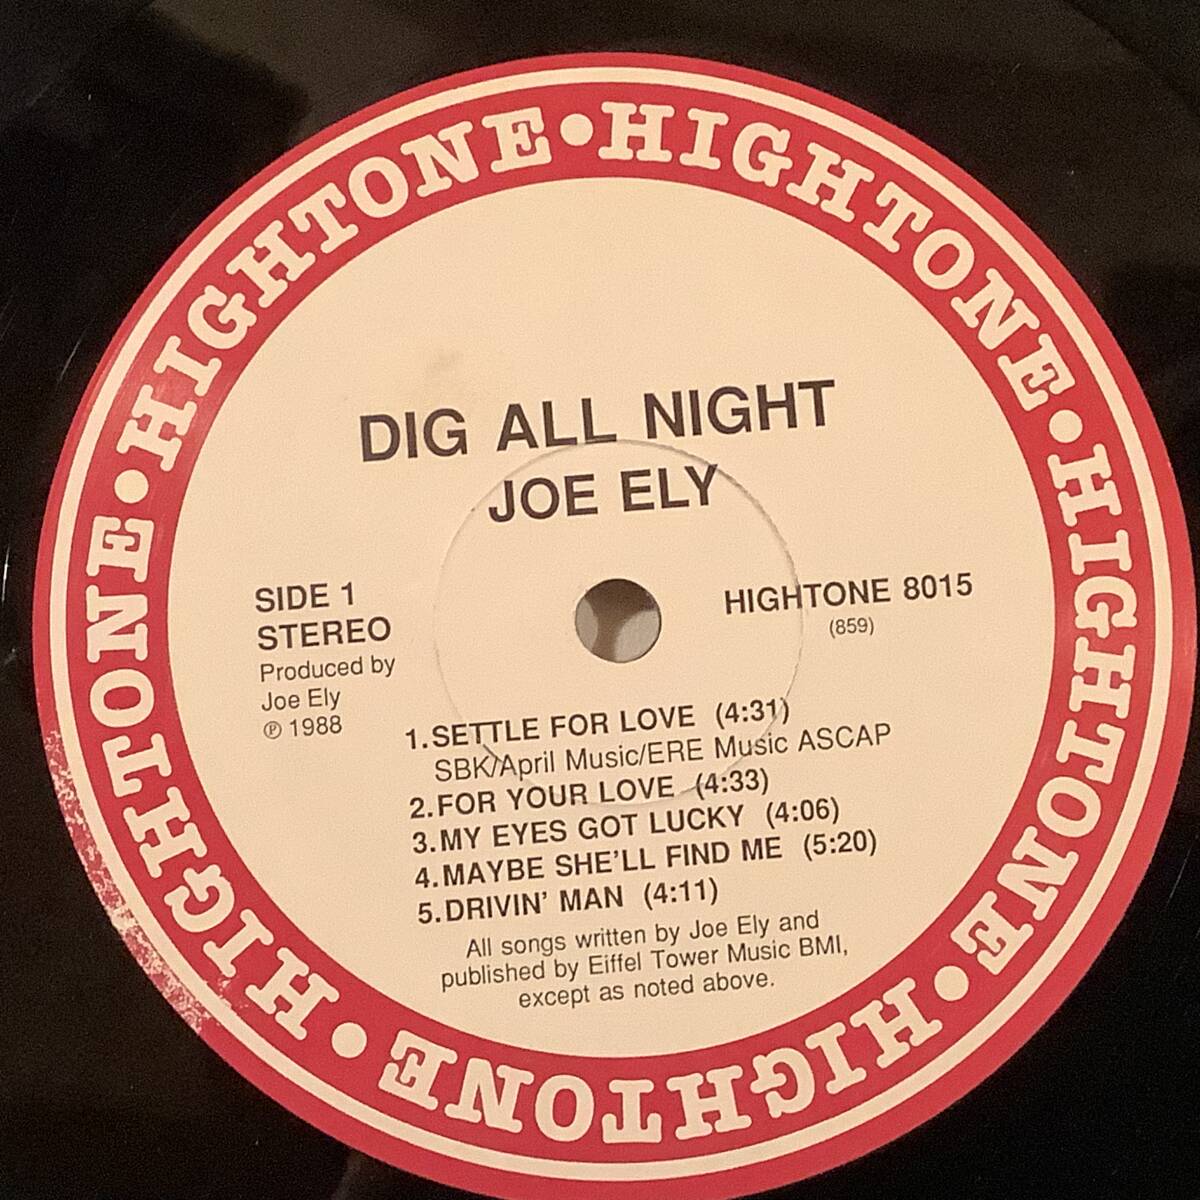 HIGHTONE • HIGHTONE • HIGHTONE • HIGHTONE • HIGHTONE • HIGHTONE •
DIG ALL NIGHT
JOE ELY
SIDE 1
STEREO
Produced by
Joe Ely
℗ 1988
HIGHTONE 8015
(859)
1. SETTLE FOR LOVE (4:31)
SBK/April Music/ERE Music ASCAP
2. FOR YOUR LOVE (4:33)
3. MY EYES GOT LUCKY (4:06)
4. MAYBE SHE'LL FIND ME (5:20)
5. DRIVIN' MAN (4:11)
All songs written by Joe Ely and
published by Eiffel Tower Music BMI,
except as noted above.